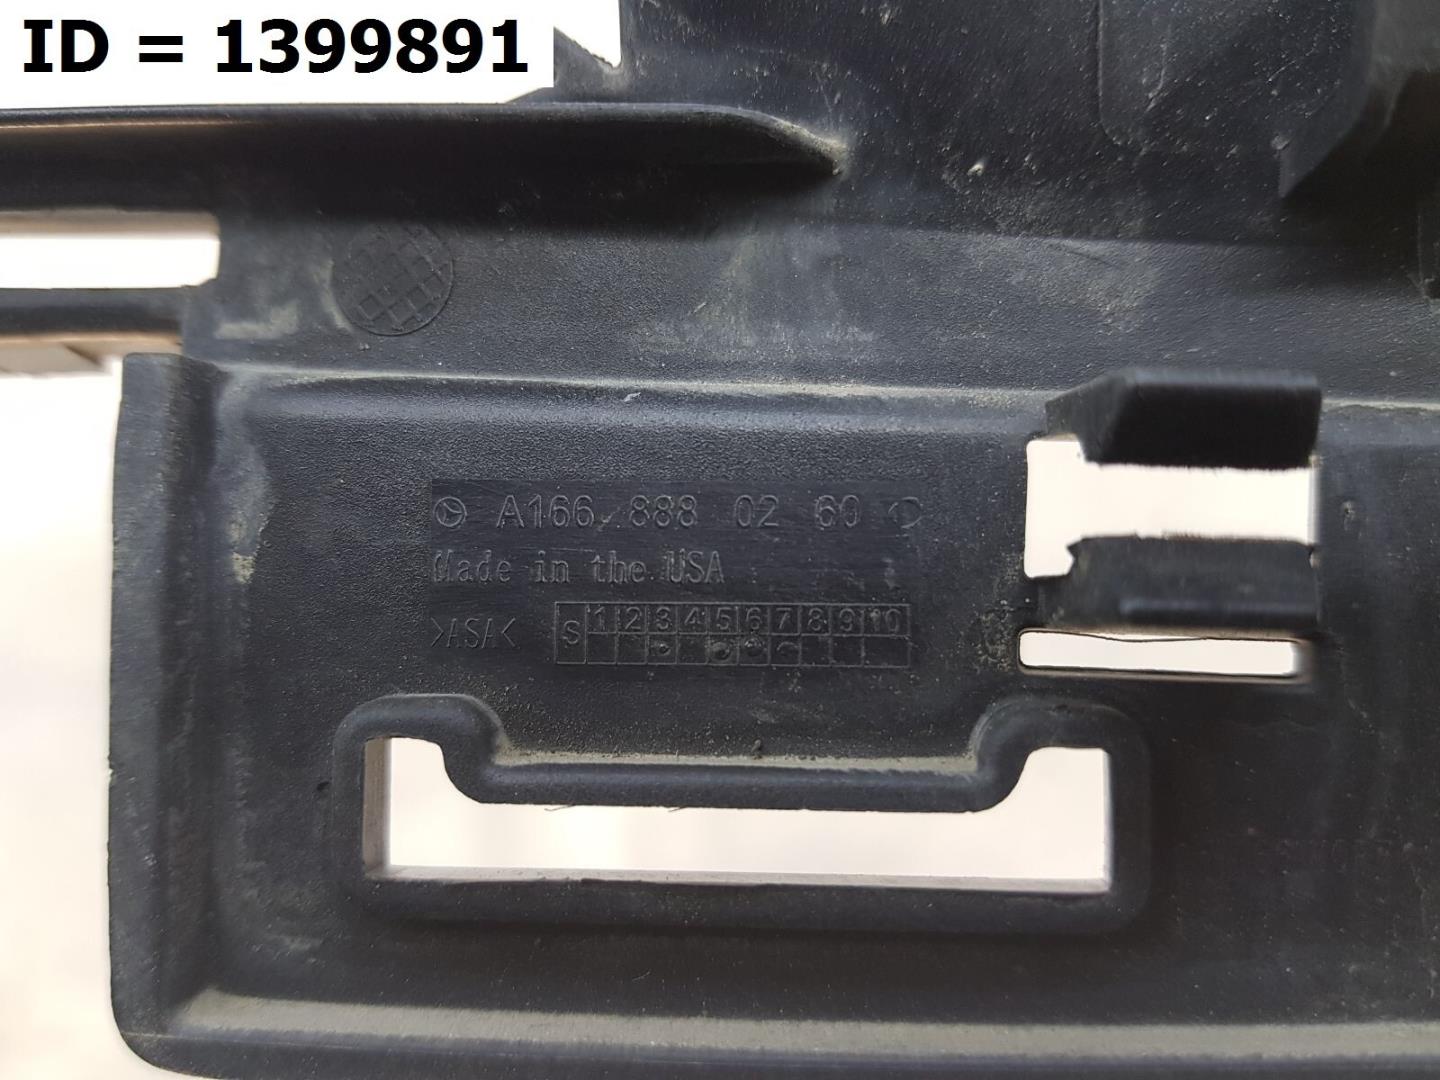 ID = 1399891
A166 888 02 60
Made in the USA
>ASA<
S 1 2 3 4 5 6 7 8 9 10